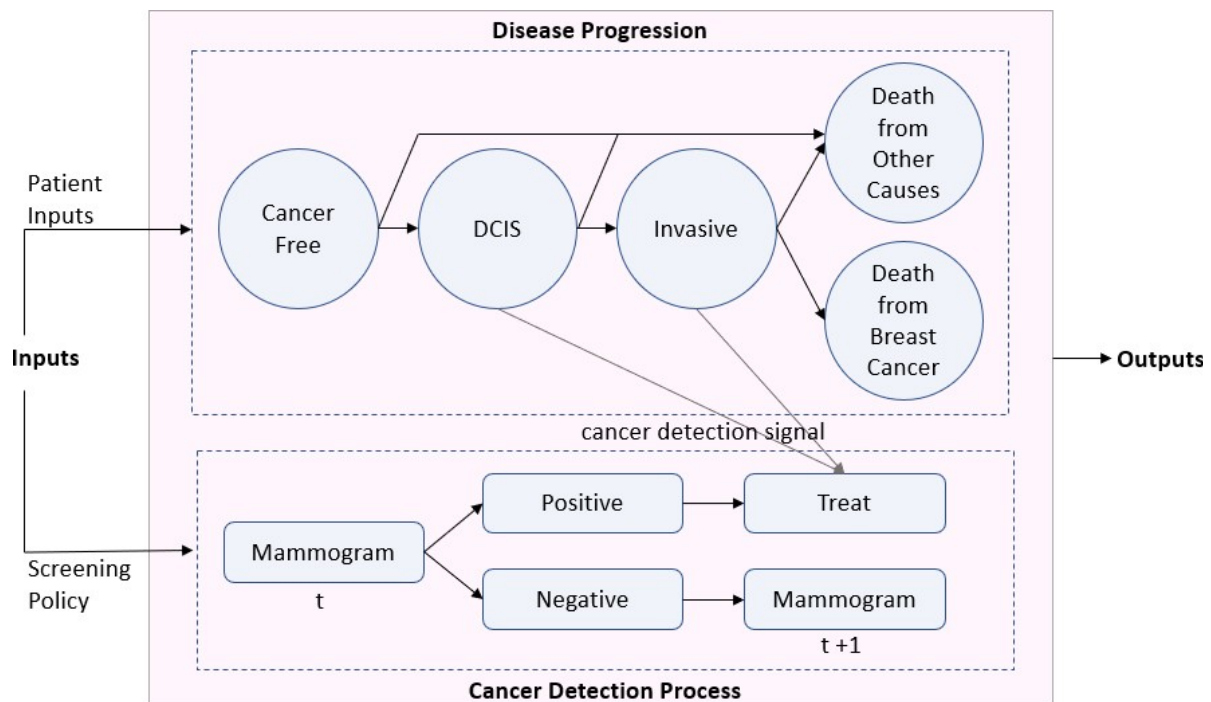 Disease Progression
Patient
Inputs
Cancer
Free
DCIS
Invasive
Death
from
Other
Causes
Death
from
Breast
Cancer
Inputs
Outputs
cancer detection signal
Screening
Policy
Mammogram
t
Positive
Treat
Negative
Mammogram
t +1
Cancer Detection Process